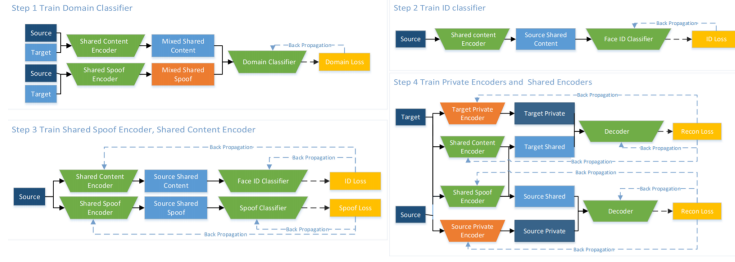 Step 1 Train Domain Classifier
Source
Target
Source
Target
Shared Content
Encoder
Shared Spoof
Encoder
Mixed Shared
Content
Mixed Shared
Spoof
Back Propagation
Domain Classifier
Domain Loss
Step 2 Train ID classifier
Back Propagation
Source
Shared content
Encoder
Source Shared
Content
Face ID Classifier
ID Loss
Step 3 Train Shared Spoof Encoder, Shared Content Encoder
Back Propagation
Back Propagation
Source
Shared Content
Encoder
Source Shared
Content
Face ID Classifier
ID Loss
Shared Spoof
Encoder
Source Shared
Spoof
Spoof Classifier
Spoof Loss
Back Propagation
Back Propagation
Step 4 Train Private Encoders and Shared Encoders
Back Propagation
Target
Target Private
Encoder
Target Private
Shared Content
Encoder
Target Shared
Decoder
Recon Loss
Back Propagation
Back Propagation
Shared Spoof
Encoder
Source Shared
Back Propagation
Source
Source Private
Encoder
Source Private
Decoder
Recon Loss
Back Propagation